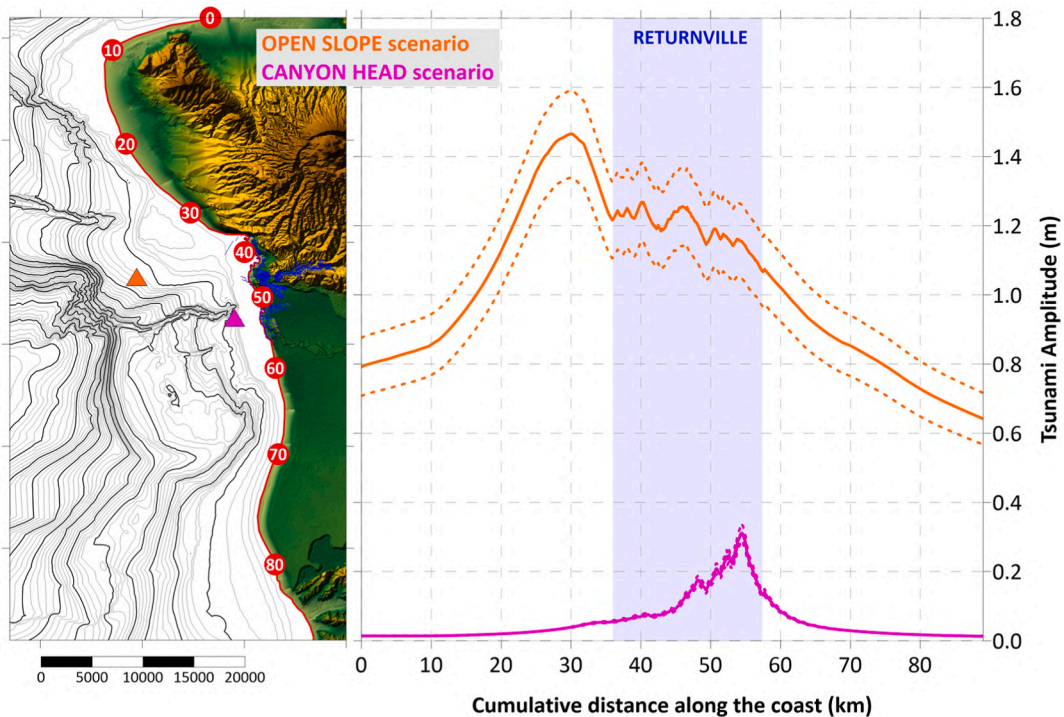 0
10
20
30
40
50
60
70
80
OPEN SLOPE scenario
CANYON HEAD scenario
0 5000 10000 15000 20000
RETURNVILLE
1.8
1.6
1.4
1.2
1.0
0.8
0.6
0.4
0.2
0.0
Tsunami Amplitude (m)
0 10 20 30 40 50 60 70 80
Cumulative distance along the coast (km)